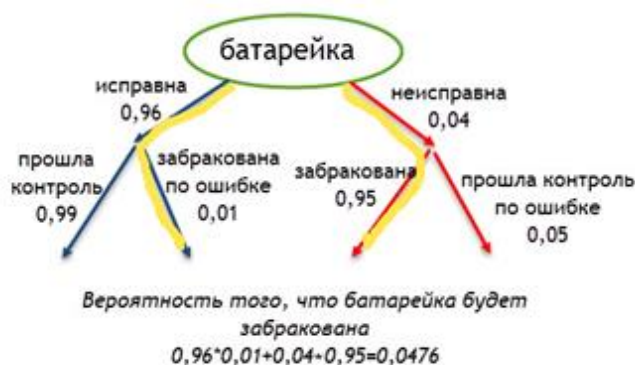 батарейка
исправна
0,96
неисправна
0,04
прошла
контроль
0,99
забракована
по ошибке
0,01
забракована
0,95
прошла контроль
по ошибке
0,05
Вероятность того, что батарейка будет
забракована
0,96*0,01+0,04+0,95=0,0476